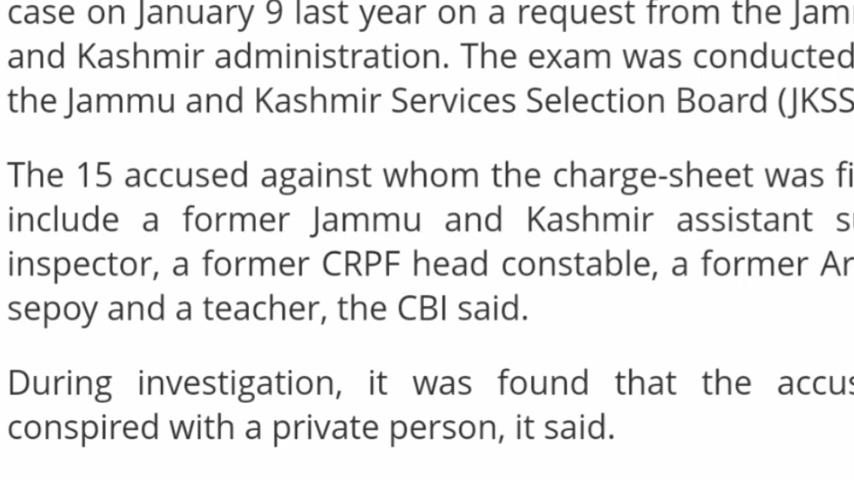 case on January 9 last year on a request from the Jam
and Kashmir administration. The exam was conducted
the Jammu and Kashmir Services Selection Board (JKSS
The 15 accused against whom the charge-sheet was fi
include a former Jammu and Kashmir assistant s
inspector, a former CRPF head constable, a former Ar
sepoy and a teacher, the CBI said.
During investigation, it was found that the accus
conspired with a private person, it said.